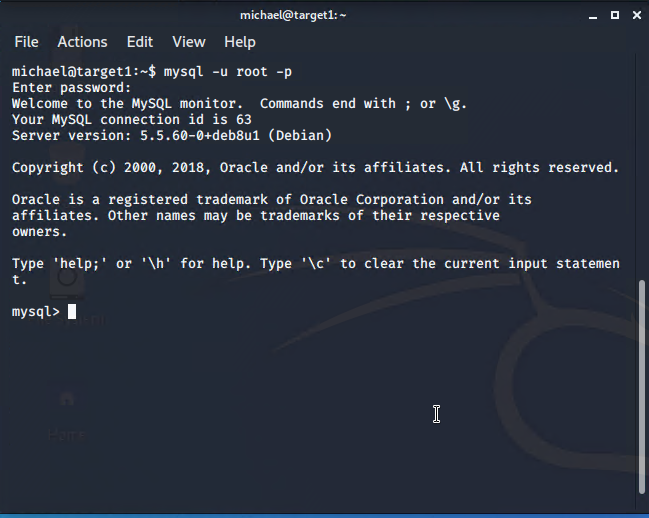 michael@target1: ~
File Actions Edit View Help
michael@target1:~$ mysql -u root -p
Enter password:
Welcome to the MySQL monitor.  Commands end with ; or \g.
Your MySQL connection id is 63
Server version: 5.5.60-0+deb8u1 (Debian)
Copyright (c) 2000, 2018, Oracle and/or its affiliates. All rights reserved.
Oracle is a registered trademark of Oracle Corporation and/or its
affiliates. Other names may be trademarks of their respective
owners.
Type 'help;' or '\h' for help. Type '\c' to clear the current input statemen
t.
mysql>
Home